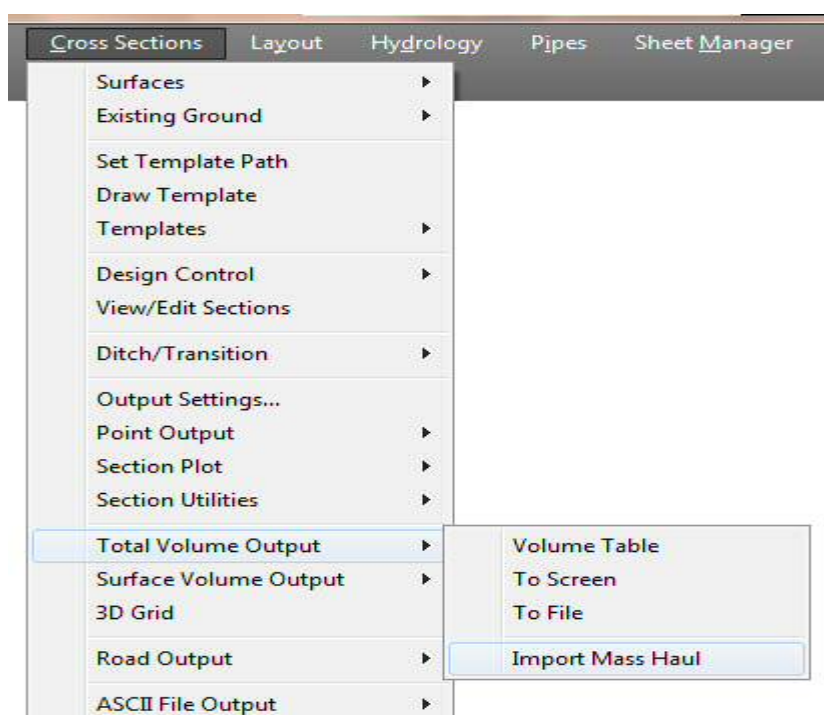 Cross Sections Layout Hydrology Pipes Sheet Manager
Surfaces
Existing Ground
Set Template Path
Draw Template
Templates
Design Control
View/Edit Sections
Ditch/Transition
Output Settings...
Point Output
Section Plot
Section Utilities
Total Volume Output
Surface Volume Output
3D Grid
Road Output
ASCII File Output
Volume Table
To Screen
To File
Import Mass Haul